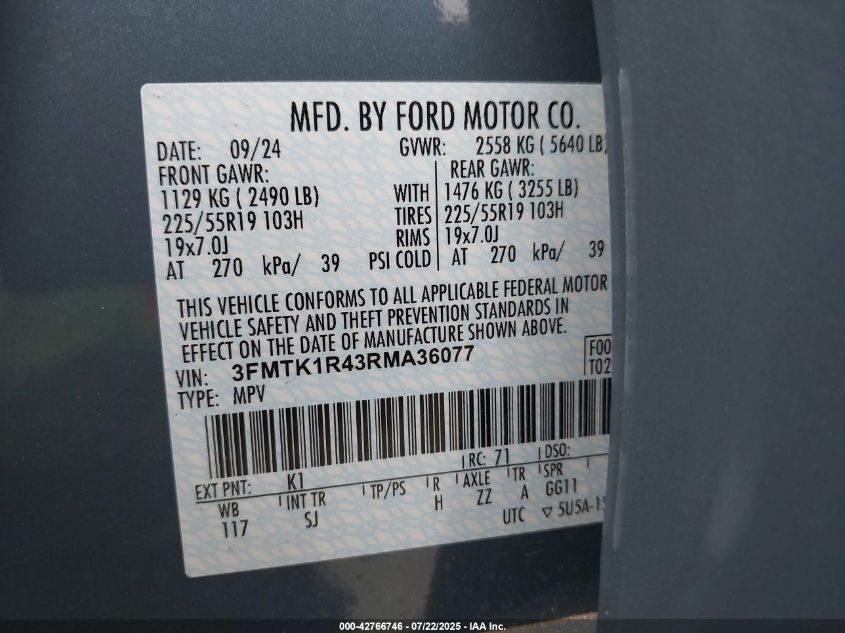 MFD. BY FORD MOTOR CO.
DATE: 09/24 GVWR: 2558 KG ( 5640 LB)
FRONT GAWR: REAR GAWR:
1129 KG ( 2490 LB) WITH 1476 KG ( 3255 LB)
225/55R19 103H TIRES 225/55R19 103H
19x7.0J RIMS 19x7.0J
AT 270 kPa/ 39 PSI COLD AT 270 kPa/ 39
THIS VEHICLE CONFORMS TO ALL APPLICABLE FEDERAL MOTOR
VEHICLE SAFETY AND THEFT PREVENTION STANDARDS IN
EFFECT ON THE DATE OF MANUFACTURE SHOWN ABOVE.
VIN: 3FMTK1R43RMA36077 F00
TYPE: MPV T02
EXT PNT: K1 RC: 71 DSO:
WB INT TR TP/PS R AXLE TR SPR
117 SJ H ZZ A GG11
UTC ▽ 5U5A-15
000-42766746 - 07/22/2025 - IAA Inc.